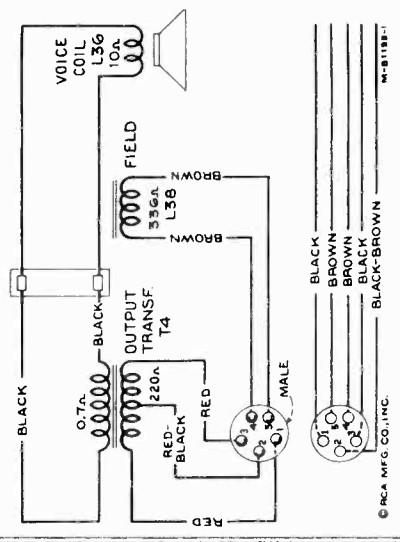 VOICE
COIL
L36
10Ω
FIELD
BROWN
336Ω
L38
BROWN
BLACK
BLACK
OUTPUT
TRANSF.
T4
0.7Ω
220Ω
RED
RED-
BLACK
RED
MALE
3
4
5
2
1
BLACK
BROWN
BROWN
BLACK
BLACK-BROWN
1
5
4
2
3
M-81198-1
© RCA MFG. CO., INC.